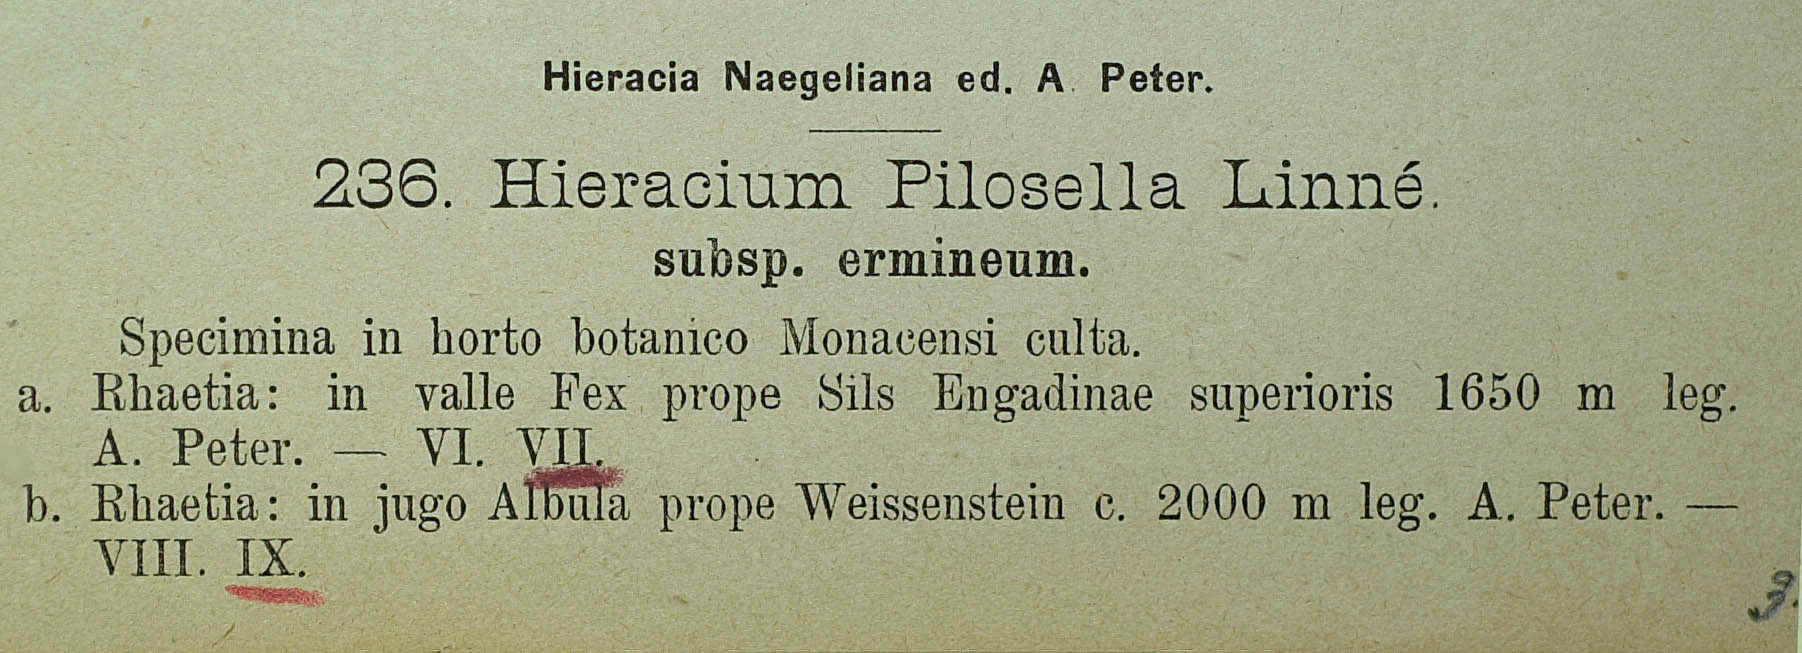 Hieracia Naegeliana ed. A. Peter.
236. Hieracium Pilosella Linné.
subsp. ermineum.
Specimina in horto botanico Monacensi culta.
a. Rhaetia: in valle Fex prope Sils Engadinae superioris 1650 m leg.
A. Peter. — VI. VII.
b. Rhaetia: in jugo Albula prope Weissenstein c. 2000 m leg. A. Peter. —
VIII. IX.